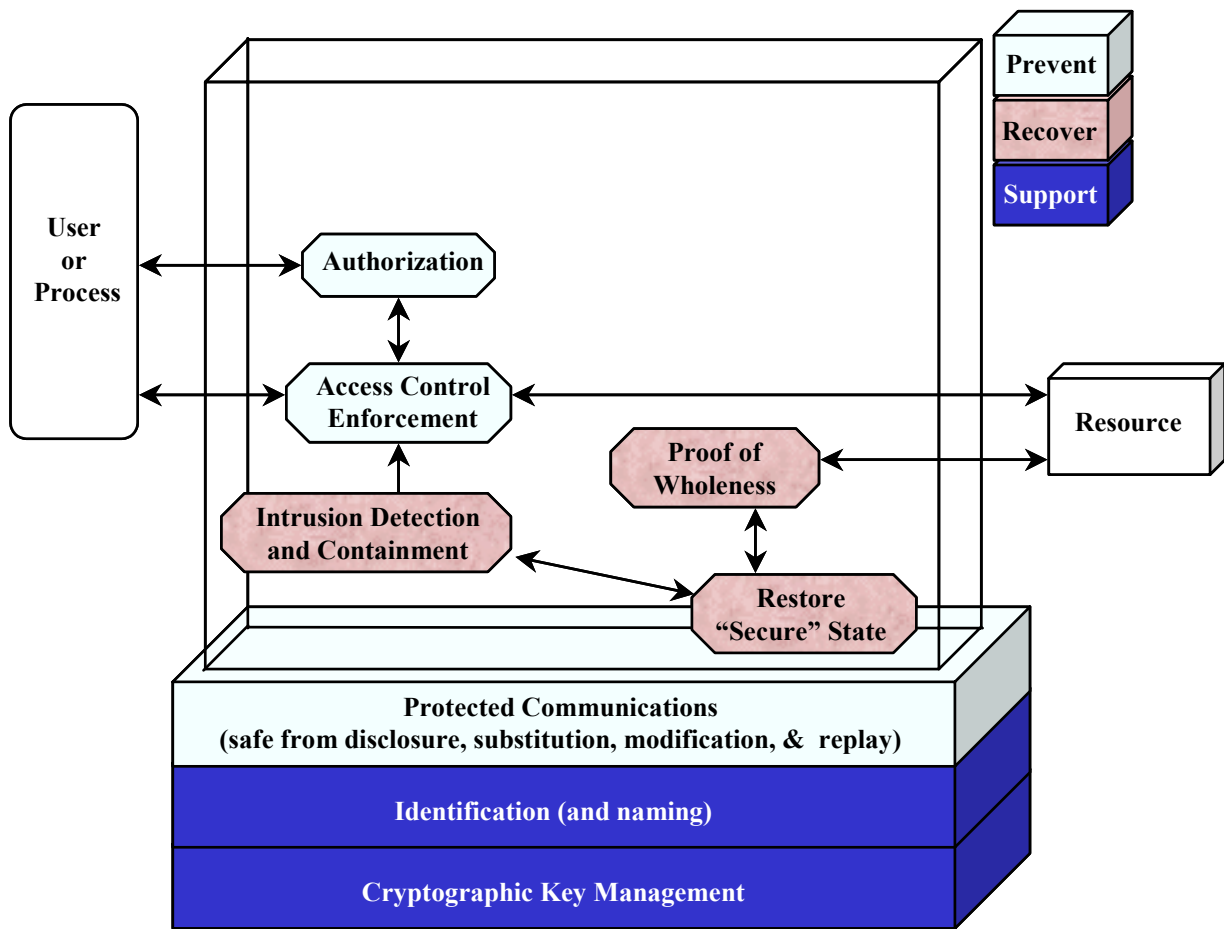 Prevent
Recover
Support
User
or
Process
Authorization
Access Control
Enforcement
Resource
Proof of
Wholeness
Intrusion Detection
and Containment
Restore
“Secure” State
Protected Communications
(safe from disclosure, substitution, modification, & replay)
Identification (and naming)
Cryptographic Key Management